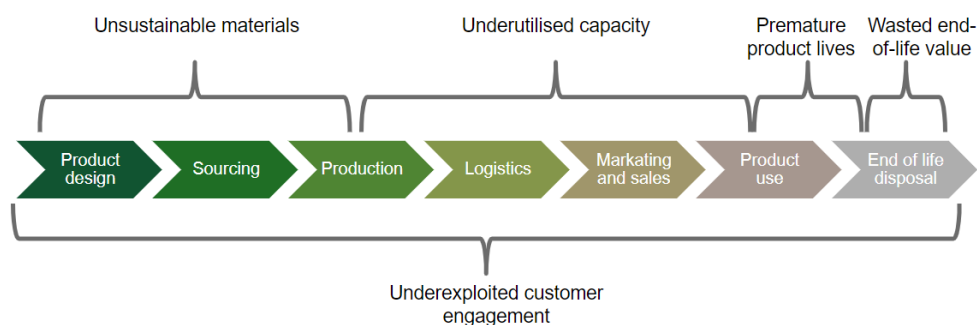 Unsustainable materials
Underutilised capacity
Premature
product lives
Wasted end-
of-life value
Product
design
Sourcing
Production
Logistics
Markating
and sales
Product
use
End of life
disposal
Underexploited customer
engagement